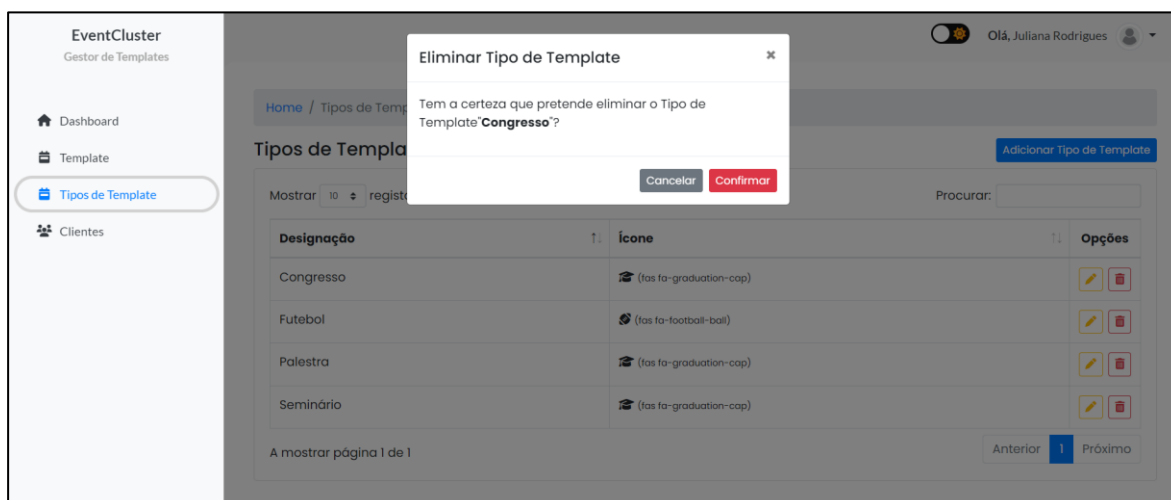 EventCluster
Gestor de Templates
Dashboard
Template
Tipos de Template
Clientes
Olá, Juliana Rodrigues
Eliminar Tipo de Template
×
Tem a certeza que pretende eliminar o Tipo de
Template"Congresso"?
Cancelar Confirmar
Home / Tipos de Temp
Tipos de Templa
Adicionar Tipo de Template
Mostrar 10 registo Procurar:
Designação Ícone Opções
Congresso (fas fa-graduation-cap)
Futebol (fas fa-football-ball)
Palestra (fas fa-graduation-cap)
Seminário (fas fa-graduation-cap)
A mostrar página 1 de 1 Anterior 1 Próximo